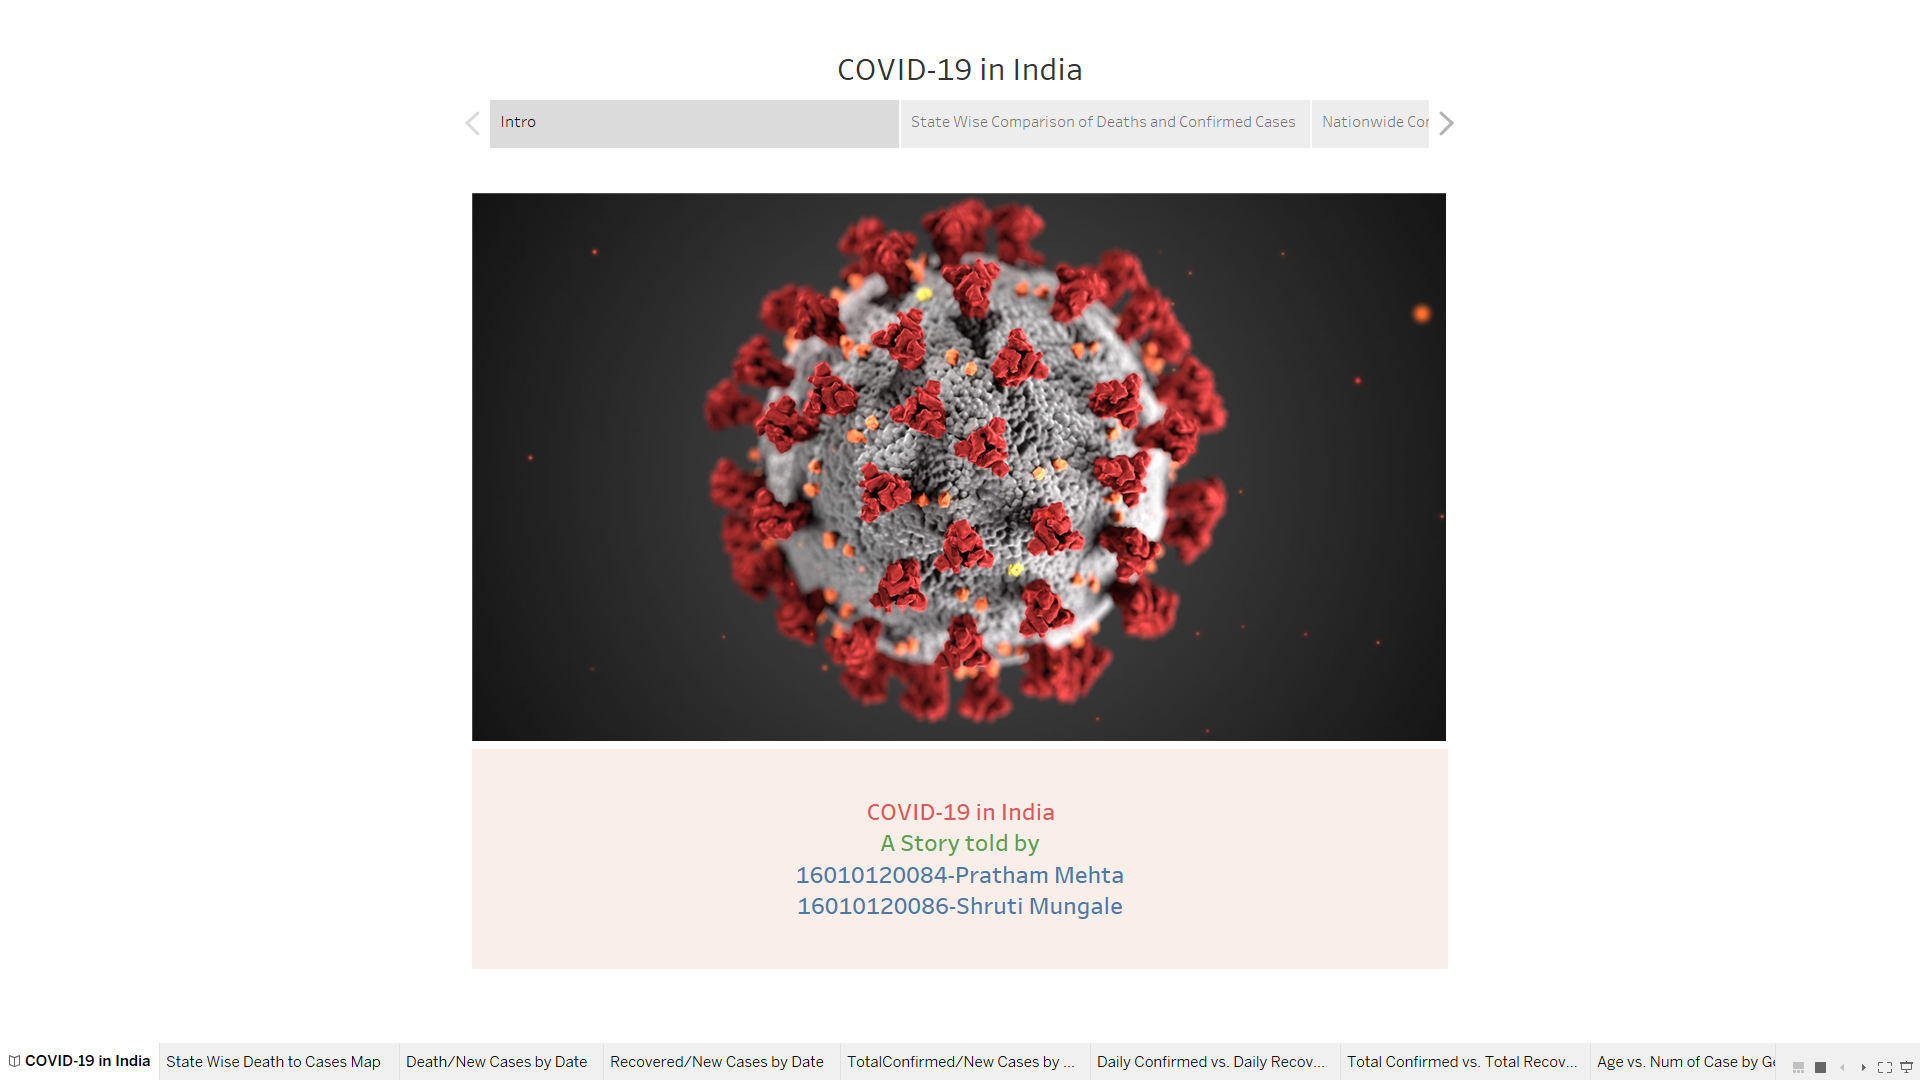 COVID-19 in India
Intro
State Wise Comparison of Deaths and Confirmed Cases
Nationwide
COVID-19 in India
A Story told by
16010120084-Pratham Mehta
16010120086-Shruti Mungale
COVID-19 in India
State Wise Death to Cases Map
Death/New Cases by Date
Recovered/New Cases by Date
TotalConfirmed/New Cases by ...
Daily Confirmed vs. Daily Recov...
Total Confirmed vs. Total Recov...
Age vs. Num of Case by